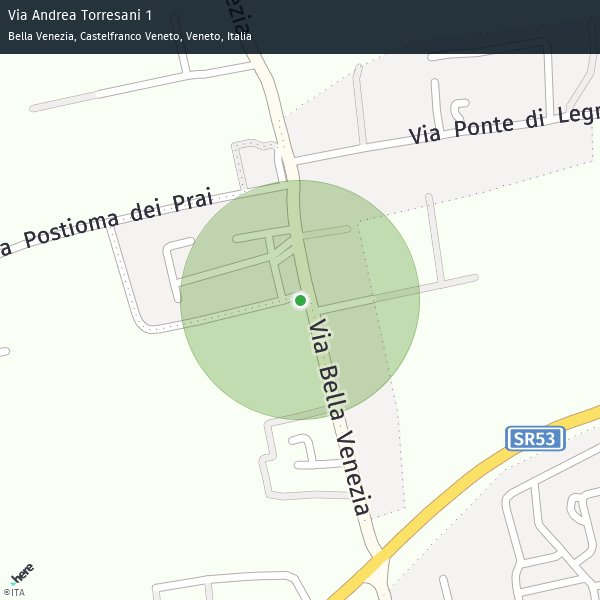 Via Andrea Torresani 1
Bella Venezia, Castelfranco Veneto, Veneto, Italia
ezia
Via Ponte di Legn
a Postioma dei Prai
Via Bella Venezia
SR53
here
©ITA